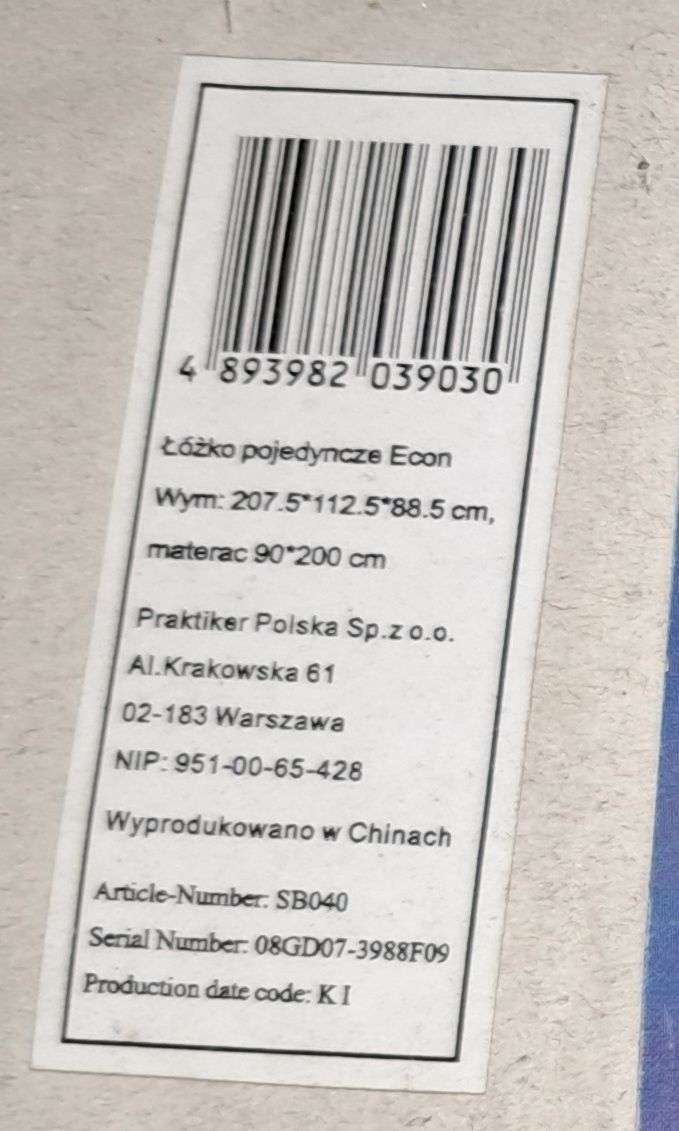 4 893982 039030
Łóżko pojedyncze Econ
Wym: 207.5*112.5*88.5 cm,
materac 90*200 cm
Praktiker Polska Sp.z o.o.
Al.Krakowska 61
02-183 Warszawa
NIP: 951-00-65-428
Wyprodukowano w Chinach
Article-Number: SB040
Serial Number: 08GD07-3988F09
Production date code: K I